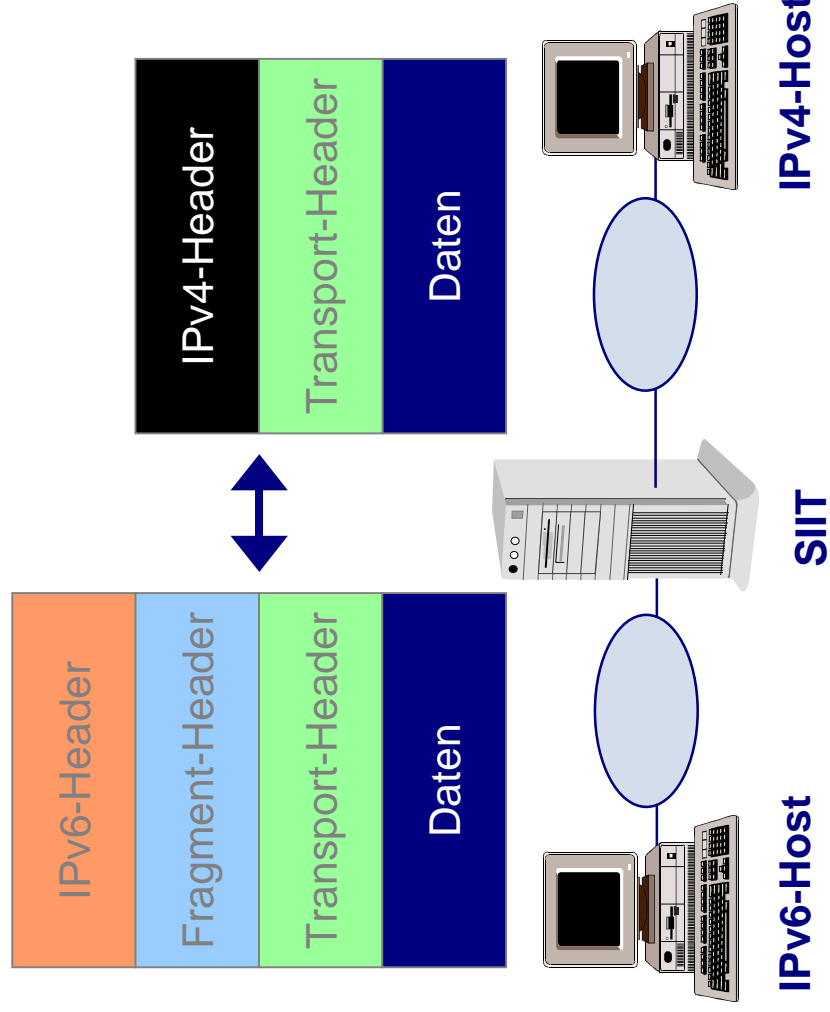 IPv6-Header
Fragment-Header
Transport-Header
Daten
IPv4-Header
Transport-Header
Daten
IPv6-Host
SIIT
IPv4-Host